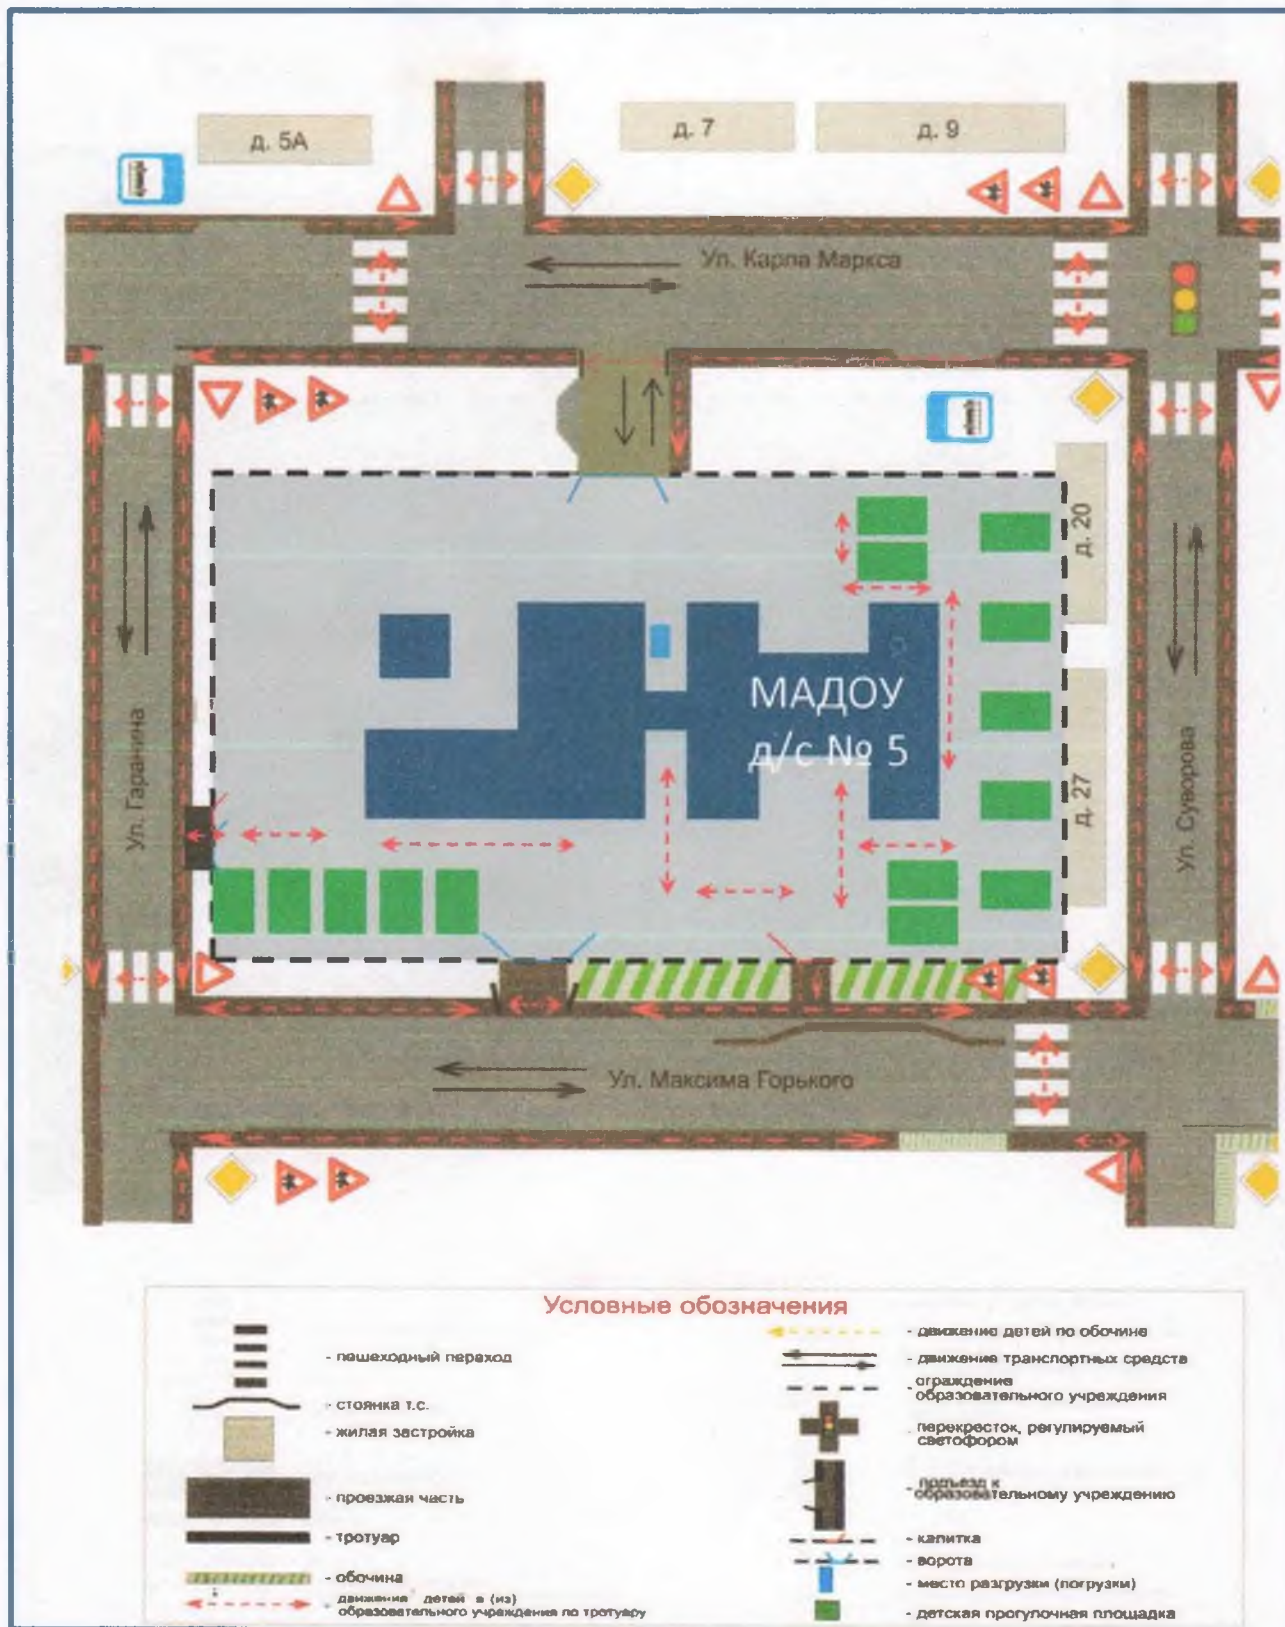 д. 5А
д. 7
д. 9
Ул. Карла Маркса
д. 20
МАДОУ
д/с № 5
Ул. Гаранина
д. 27
Ул. Суворова
Ул. Максима Горького
Условные обозначения
- пешеходный переход
- стоянка т.с.
- жилая застройка
- проезжая часть
- тротуар
- обочина
- движение детей в (из)
образовательного учреждения по тротуару
- движение детей по обочине
- движение транспортных средств
- ограждение
образовательного учреждения
- перекресток, регулируемый
светофором
- подъезд к
образовательному учреждению
- калитка
- ворота
- место разгрузки (погрузки)
- детская прогулочная площадка